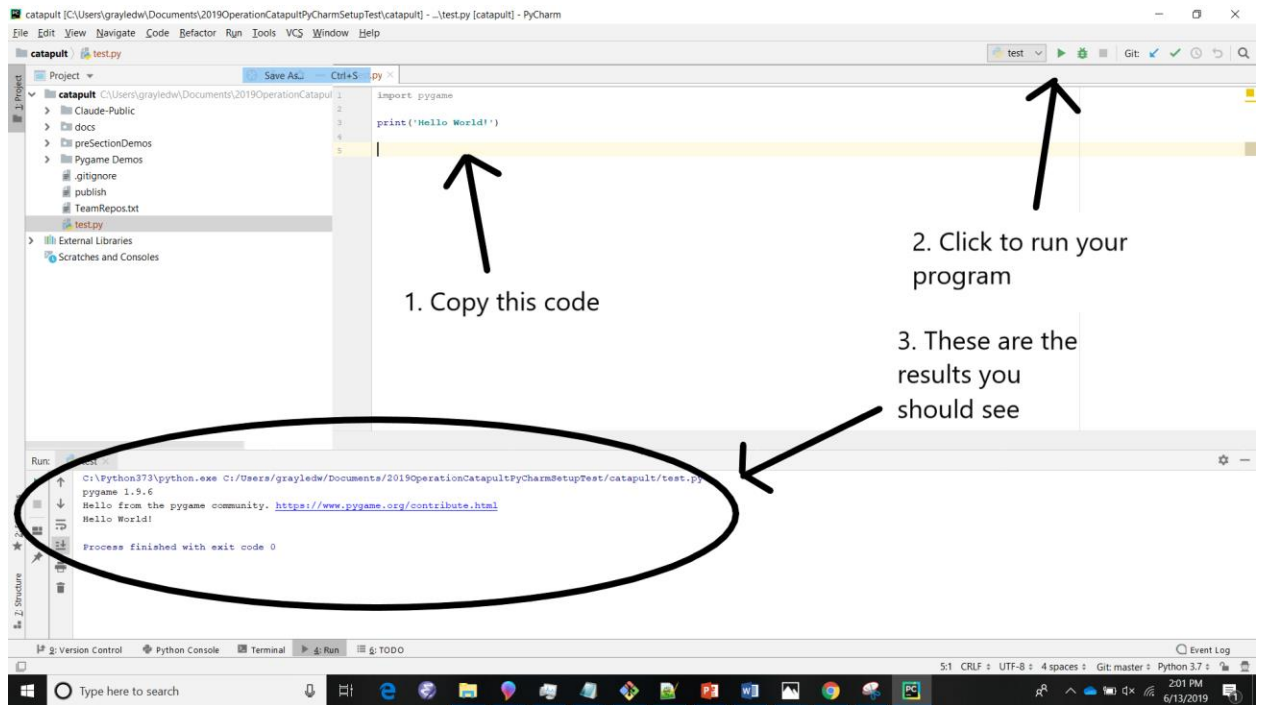 catapult [C:\Users\grayledw\Documents\2019OperationCatapultPyCharmSetupTest\catapult] - ...\test.py [catapult] - PyCharm
File Edit View Navigate Code Refactor Run Tools VCS Window Help
catapult test.py
test Git:
1: Project
Project
Save As... Ctrl+S .py
catapult C:\Users\grayledw\Documents\2019OperationCatapul
Claude-Public
docs
preSectionDemos
Pygame Demos
.gitignore
publish
TeamRepos.txt
test.py
External Libraries
Scratches and Consoles
1 import pygame
2
3 print('Hello World!')
4
5
1. Copy this code
2. Click to run your
program
3. These are the
results you
should see
Run: test
C:\Python373\python.exe C:/Users/grayledw/Documents/2019OperationCatapultPyCharmSetupTest/catapult/test.py
pygame 1.9.6
Hello from the pygame community. https://www.pygame.org/contribute.html
Hello World!
Process finished with exit code 0
Z: Structure
9: Version Control Python Console Terminal 4: Run 6: TODO
Event Log
5:1 CRLF UTF-8 4 spaces Git: master Python 3.7
Type here to search
2:01 PM
6/13/2019